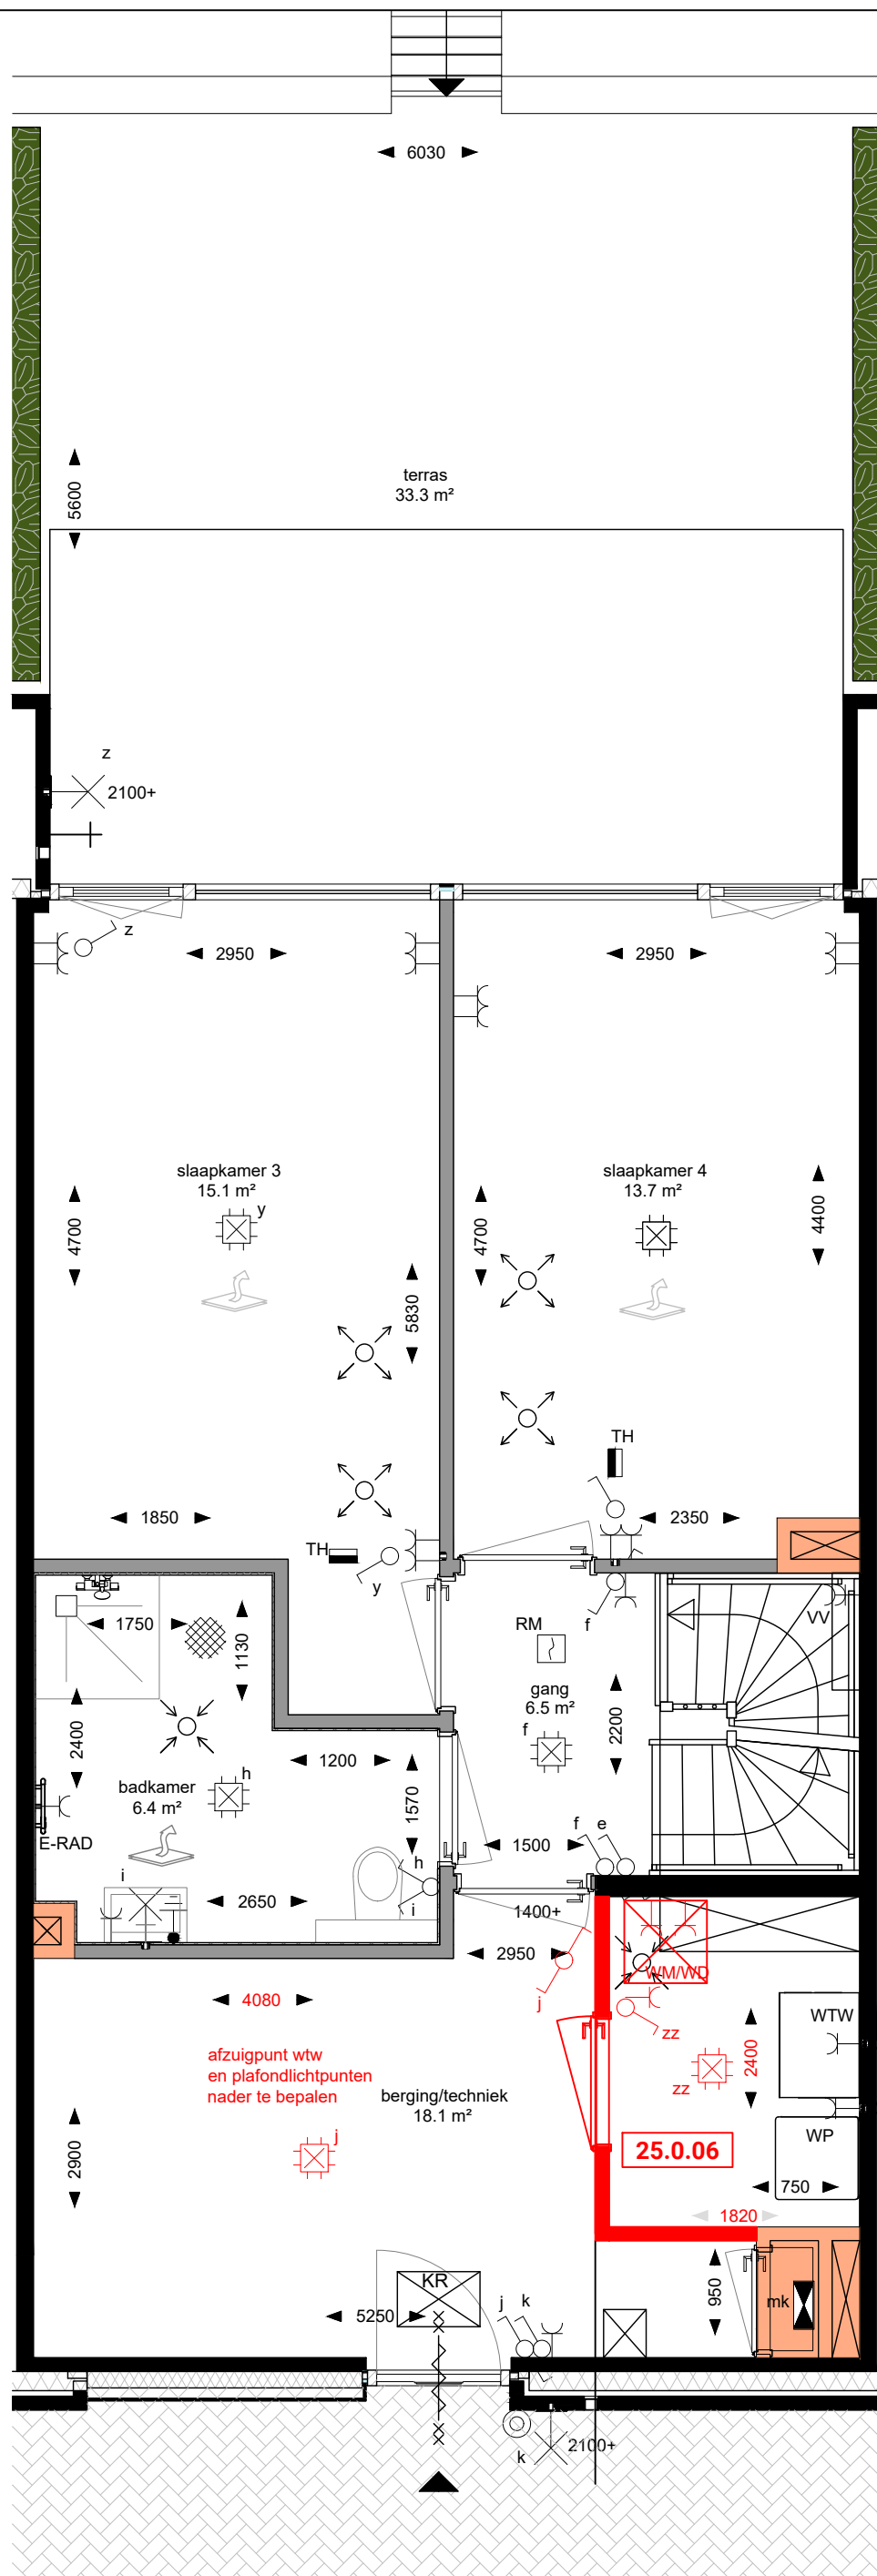 6030
5600
terras
33.3 m²
z
2100+
z
2950
2950
slaapkamer 3
15.1 m²
y
slaapkamer 4
13.7 m²
4700
4700
4400
5830
TH
1850
2350
TH
y
1750
1130
RM
f
VV
gang
6.5 m²
f
2200
2400
1200
1570
badkamer
6.4 m²
h
E-RAD
i
2650
h
i
1500
f e
1400+
2950
j
WM/WD
zz
4080
afzuigpunt wtw
en plafondlichtpunten
nader te bepalen
berging/techniek
18.1 m²
2900
j
zz
2400
WTW
WP
25.0.06
750
1820
KR
5250
j k
950
mk
k
2100+